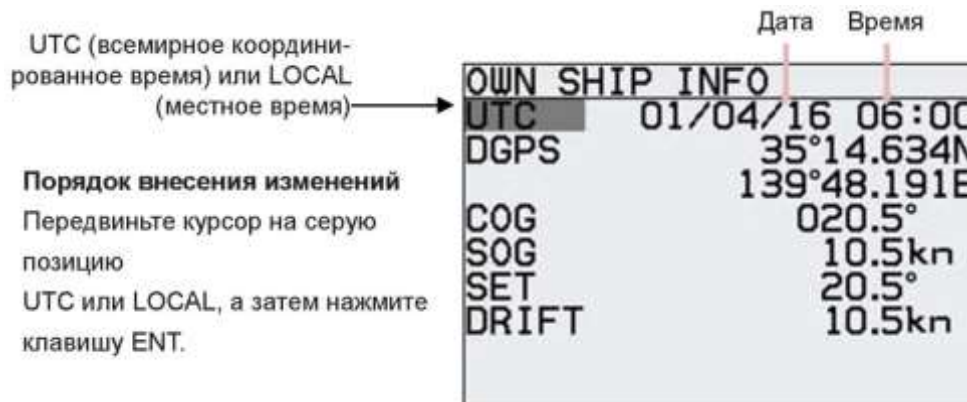 Дата Время
UTC (всемирное координи-
рованное время) или LOCAL
(местное время)
Порядок внесения изменений
Передвиньте курсор на серую
позицию
UTC или LOCAL, а затем нажмите
клавишу ENT.
OWN SHIP INFO
UTC 01/04/16 06:00
DGPS 35°14.634N
139°48.191E
COG 020.5°
SOG 10.5kn
SET 20.5°
DRIFT 10.5kn